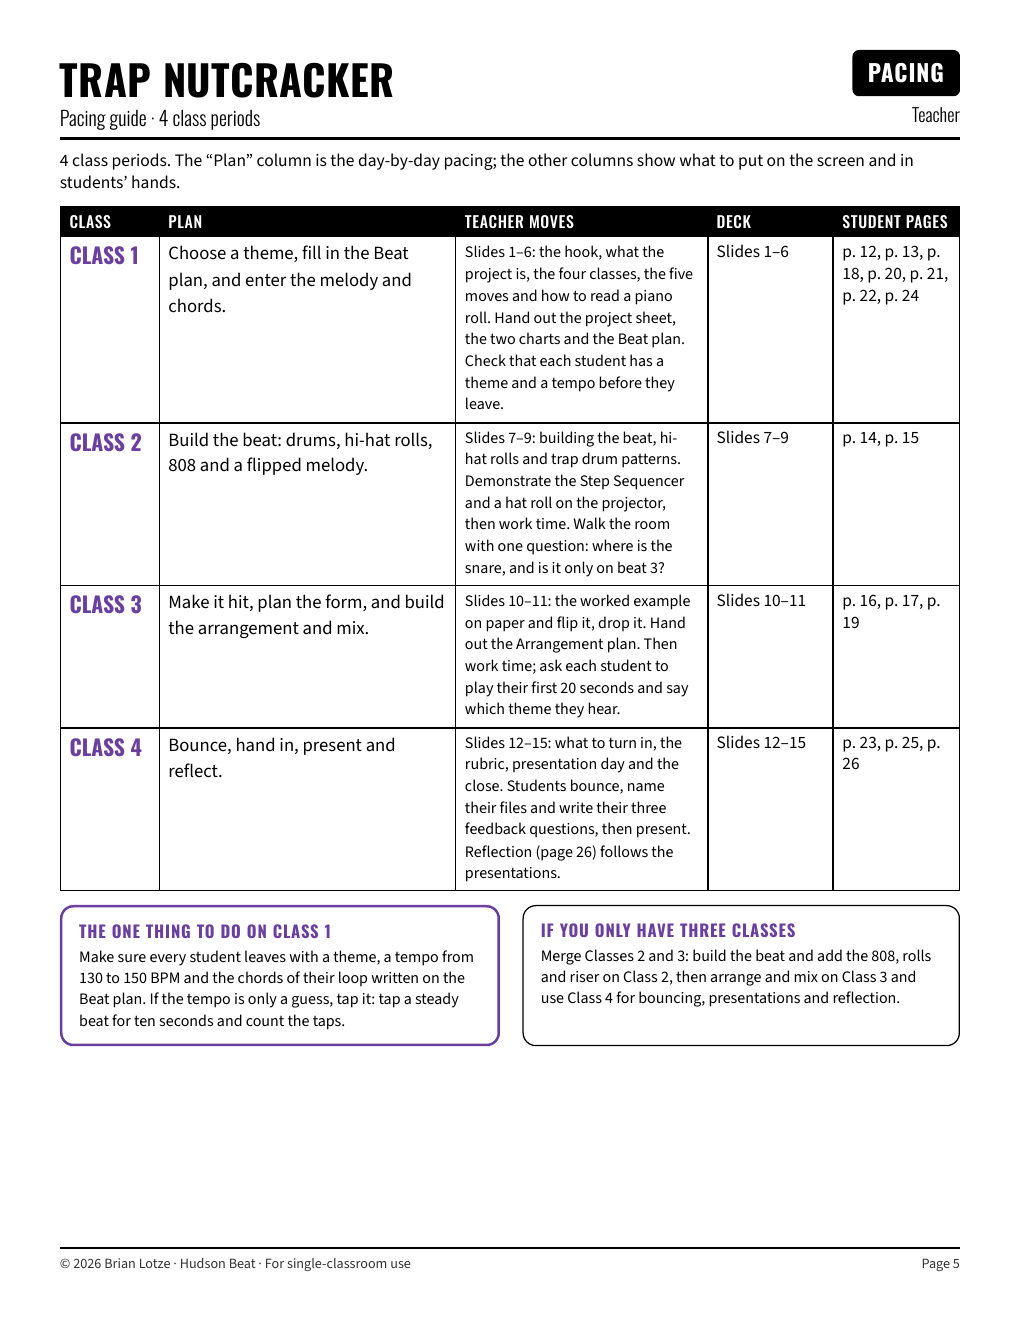 TRAP NUTCRACKER
PACING
Pacing guide · 4 class periods
Teacher
4 class periods. The “Plan” column is the day-by-day pacing; the other columns show what to put on the screen and in
students’ hands.
CLASS
PLAN
TEACHER MOVES
DECK
STUDENT PAGES
CLASS 1
Choose a theme, fill in the Beat
plan, and enter the melody and
chords.
Slides 1–6: the hook, what the
project is, the four classes, the five
moves and how to read a piano
roll. Hand out the project sheet,
the two charts and the Beat plan.
Check that each student has a
theme and a tempo before they
leave.
Slides 1–6
p. 12, p. 13, p.
18, p. 20, p. 21,
p. 22, p. 24
CLASS 2
Build the beat: drums, hi-hat rolls,
808 and a flipped melody.
Slides 7–9: building the beat, hi-
hat rolls and trap drum patterns.
Demonstrate the Step Sequencer
and a hat roll on the projector,
then work time. Walk the room
with one question: where is the
snare, and is it only on beat 3?
Slides 7–9
p. 14, p. 15
CLASS 3
Make it hit, plan the form, and build
the arrangement and mix.
Slides 10–11: the worked example
on paper and flip it, drop it. Hand
out the Arrangement plan. Then
work time; ask each student to
play their first 20 seconds and say
which theme they hear.
Slides 10–11
p. 16, p. 17, p.
19
CLASS 4
Bounce, hand in, present and
reflect.
Slides 12–15: what to turn in, the
rubric, presentation day and the
close. Students bounce, name
their files and write their three
feedback questions, then present.
Reflection (page 26) follows the
presentations.
Slides 12–15
p. 23, p. 25, p.
26
THE ONE THING TO DO ON CLASS 1
Make sure every student leaves with a theme, a tempo from
130 to 150 BPM and the chords of their loop written on the
Beat plan. If the tempo is only a guess, tap it: tap a steady
beat for ten seconds and count the taps.
IF YOU ONLY HAVE THREE CLASSES
Merge Classes 2 and 3: build the beat and add the 808, rolls
and riser on Class 2, then arrange and mix on Class 3 and
use Class 4 for bouncing, presentations and reflection.
© 2026 Brian Lotze · Hudson Beat · For single-classroom use
Page 5